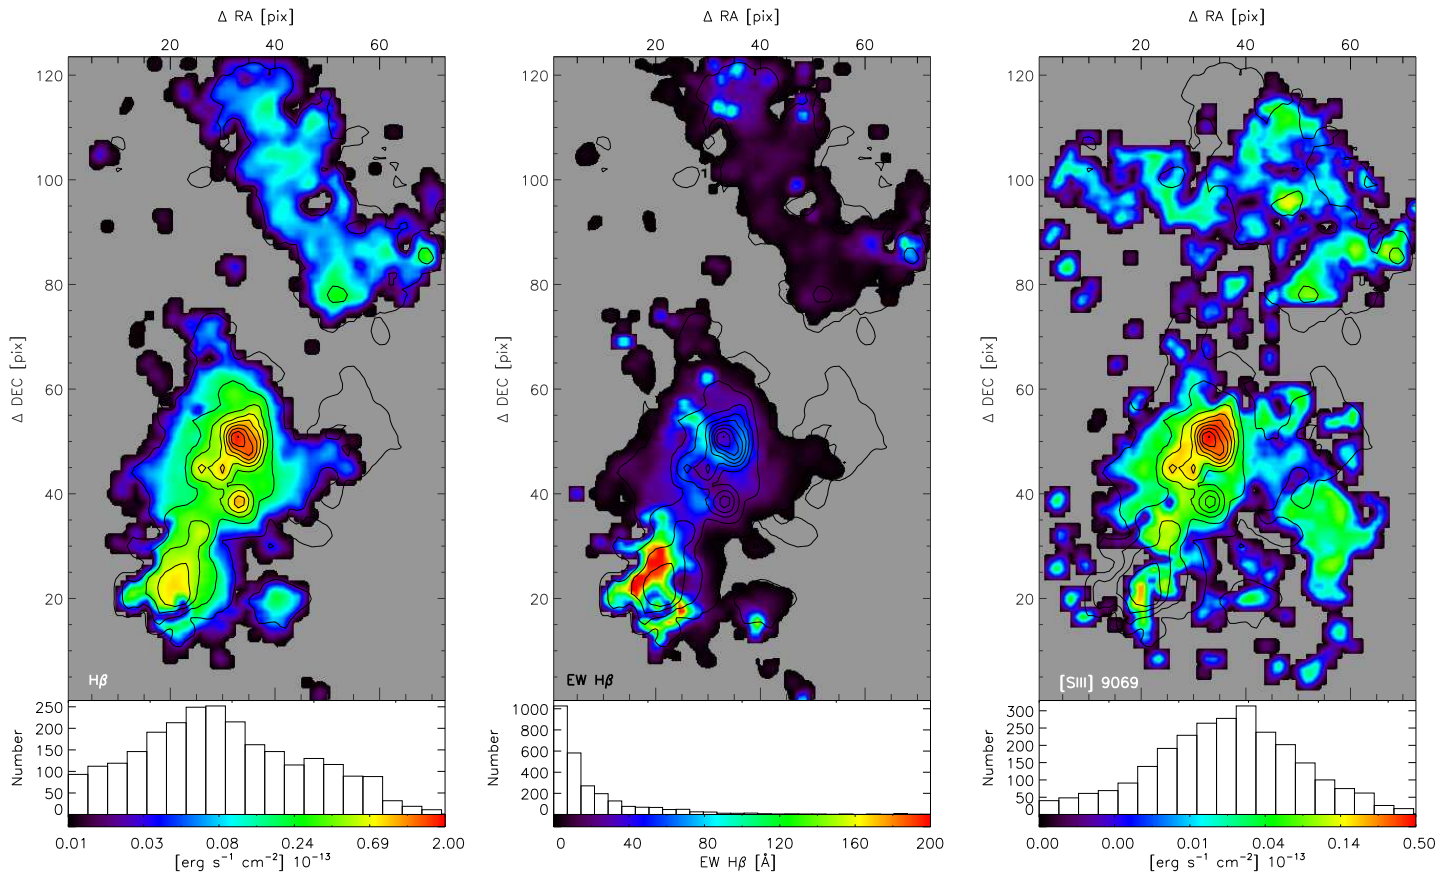 Δ RA [pix]
20 40 60
120
100
80
60
40
20
Δ DEC [pix]
Hβ
250
200
150
100
50
0
Number
0.01 0.03 0.08 0.24 0.69 2.00
[erg s⁻¹ cm⁻²] 10⁻¹³
Δ RA [pix]
20 40 60
120
100
80
60
40
20
Δ DEC [pix]
EW Hβ
1000
800
600
400
200
0
Number
0 40 80 120 160 200
EW Hβ [Å]
Δ RA [pix]
20 40 60
120
100
80
60
40
20
Δ DEC [pix]
[SIII] 9069
300
250
200
150
100
50
0
Number
0.00 0.00 0.01 0.04 0.14 0.50
[erg s⁻¹ cm⁻²] 10⁻¹³